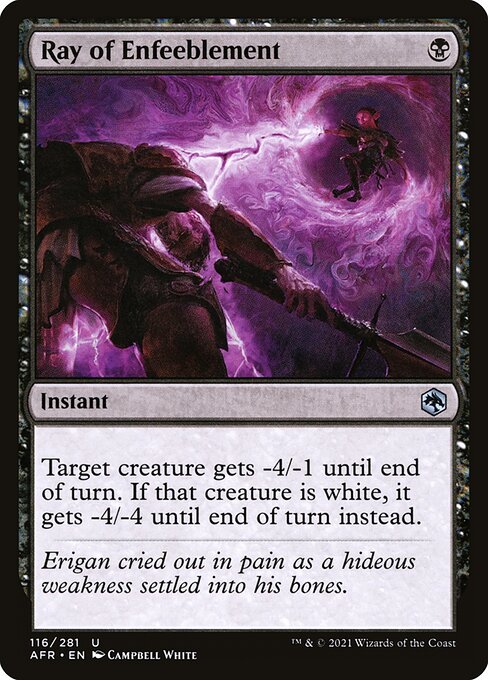 Ray of Enfeeblement
Instant
Target creature gets -4/-1 until end
of turn. If that creature is white, it
gets -4/-4 until end of turn instead.
Erigan cried out in pain as a hideous
weakness settled into his bones.
116/281 U
AFR • EN Campbell White
™ & © 2021 Wizards of the Coast